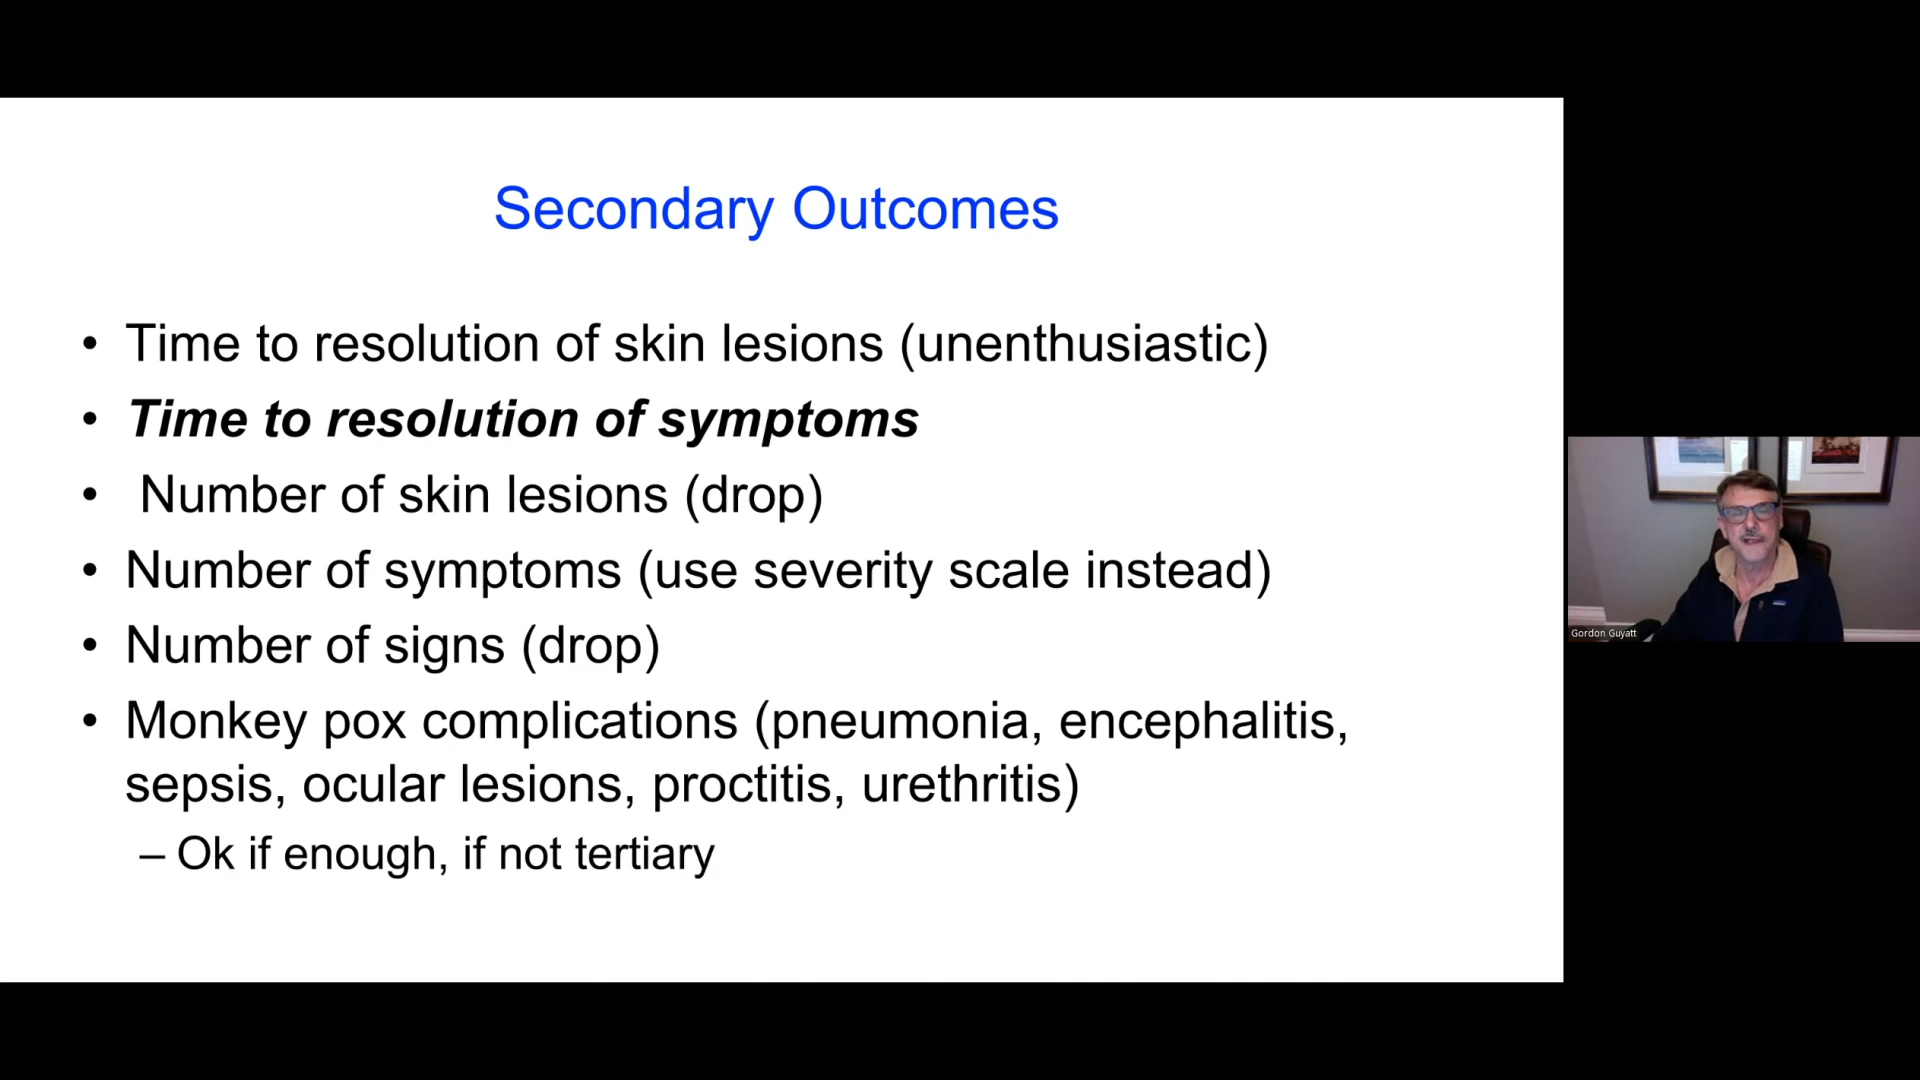 Secondary Outcomes
• Time to resolution of skin lesions (unenthusiastic)
• Time to resolution of symptoms
• Number of skin lesions (drop)
• Number of symptoms (use severity scale instead)
• Number of signs (drop)
• Monkey pox complications (pneumonia, encephalitis,
sepsis, ocular lesions, proctitis, urethritis)
– Ok if enough, if not tertiary
Gordon Guyatt